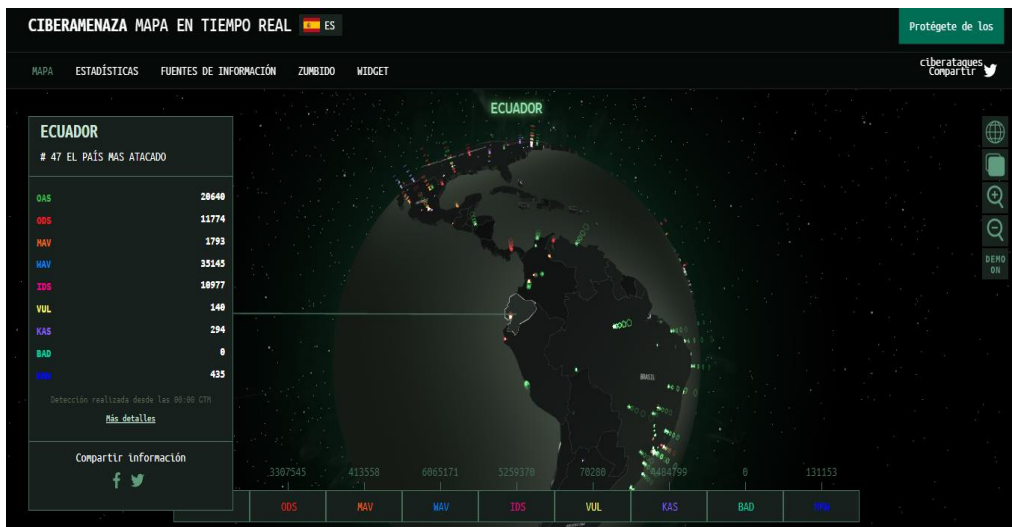 CIBERAMENAZA MAPA EN TIEMPO REAL ES
Protégete de los
MAPA ESTADÍSTICAS FUENTES DE INFORMACIÓN ZUMBIDO WIDGET
ciberataques
Compartir
ECUADOR
ECUADOR
# 47 EL PAÍS MAS ATACADO
OAS 20640
ODS 11774
MAV 1793
WAV 35145
IDS 10977
VUL 140
KAS 294
BAD 0
435
Detección realizada desde las 00:00 GTM
Más detalles
Compartir información
DEMO
ON
BRASIL
3307545 413558 6065171 5259370 70280 4484799 0 131153
ODS MAV WAV IDS VUL KAS BAD